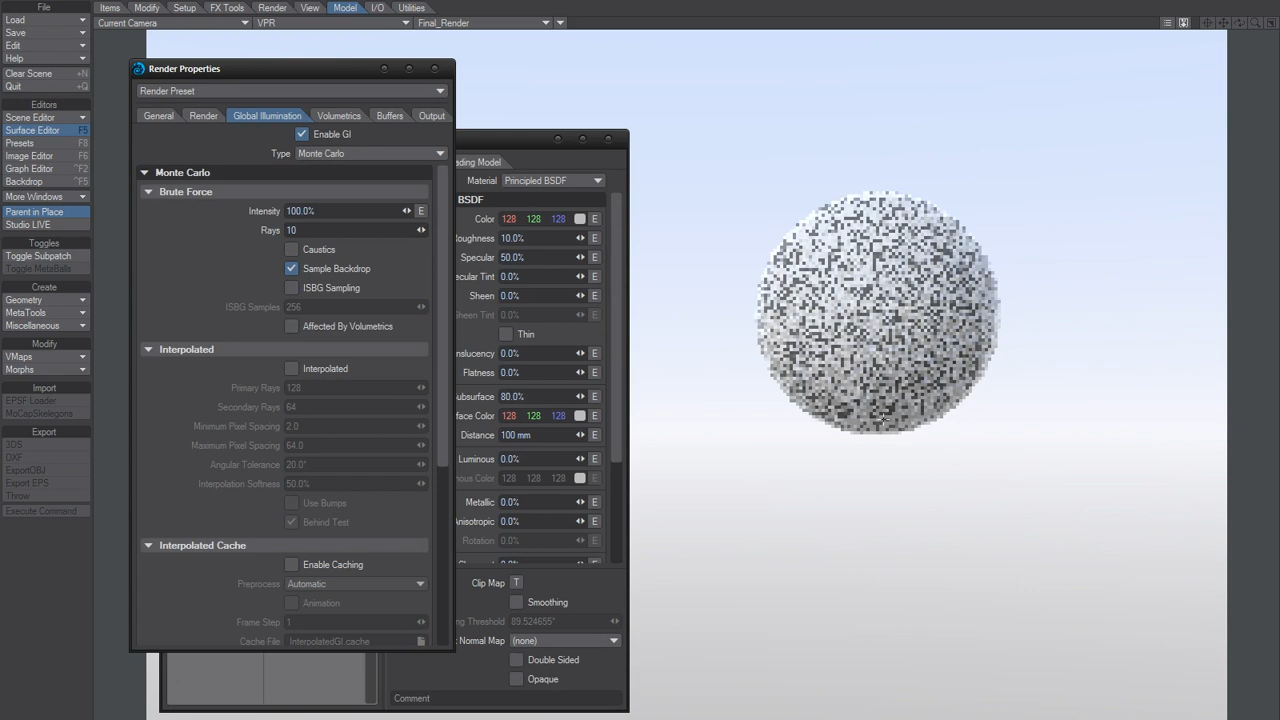 File
Items Modify Setup FX Tools Render View Model I/O Utilities
Load
Current Camera VPR Final_Render
Save
Edit
Help
Clear Scene +N
Quit +Q
Editors
Scene Editor
Surface Editor F5
Presets F8
Image Editor F6
Graph Editor ^F2
Backdrop ^F5
More Windows
Parent in Place
Studio LIVE
Toggles
Toggle Subpatch
Toggle MetaBalls
Create
Geometry
MetaTools
Miscellaneous
Modify
VMaps
Morphs
Import
EPSF Loader
MoCapSkelegons
Export
3DS
DXF
ExportOBJ
Export EPS
Throw
Execute Command
Render Properties
Render Preset
General Render Global Illumination Volumetrics Buffers Output
Enable GI
Type Monte Carlo
Monte Carlo
Brute Force
Intensity 100.0% E
Rays 10
Caustics
Sample Backdrop
ISBG Sampling
ISBG Samples 256
Affected By Volumetrics
Interpolated
Interpolated
Primary Rays 128
Secondary Rays 64
Minimum Pixel Spacing 2.0
Maximum Pixel Spacing 64.0
Angular Tolerance 20.0°
Interpolation Softness 50.0%
Use Bumps
Behind Test
Interpolated Cache
Enable Caching
Preprocess Automatic
Animation
Frame Step 1
Cache File InterpolatedGI.cache
ading Model
Material Principled BSDF
BSDF
Color 128 128 128 E
Roughness 10.0% E
Specular 50.0% E
ecular Tint 0.0% E
Sheen 0.0% E
heen Tint 0.0% E
Thin
nslucency 0.0% E
Flatness 0.0% E
ubsurface 80.0% E
face Color 128 128 128 E
Distance 100 mm E
Luminous 0.0% E
nous Color 128 128 128 E
Metallic 0.0% E
Anisotropic 0.0% E
Rotation 0.0% E
Clip Map T
Smoothing
ing Threshold 89.524655°
t Normal Map (none)
Double Sided
Opaque
Comment